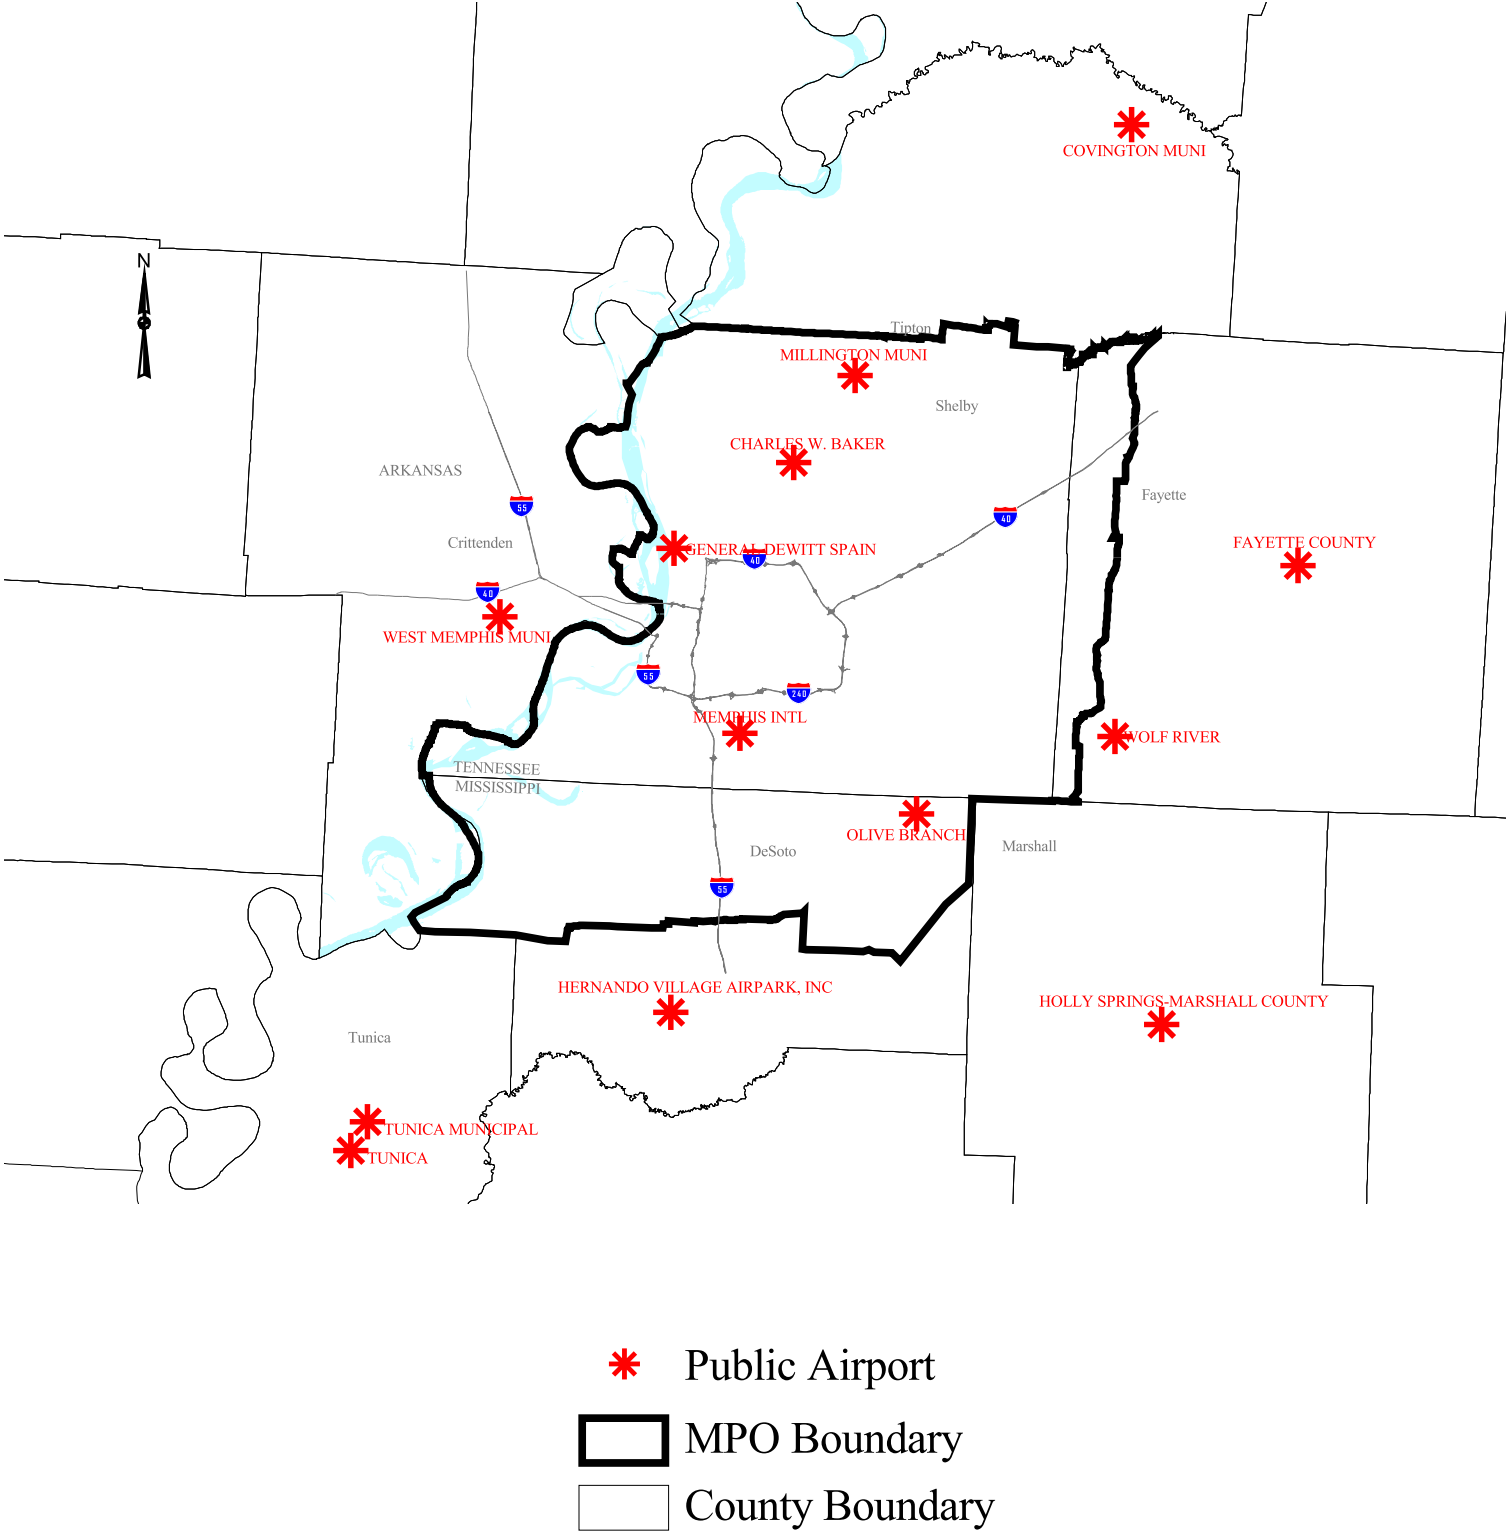 COVINGTON MUNI
N
Tipton
MILLINGTON MUNI
Shelby
CHARLES W. BAKER
ARKANSAS
Fayette
55
40
Crittenden
GENERAL DEWITT SPAIN
40
FAYETTE COUNTY
40
WEST MEMPHIS MUNI
55
240
MEMPHIS INTL
WOLF RIVER
TENNESSEE
MISSISSIPPI
OLIVE BRANCH
DeSoto
Marshall
55
HERNANDO VILLAGE AIRPARK, INC
HOLLY SPRINGS-MARSHALL COUNTY
Tunica
TUNICA MUNICIPAL
TUNICA
Public Airport
MPO Boundary
County Boundary